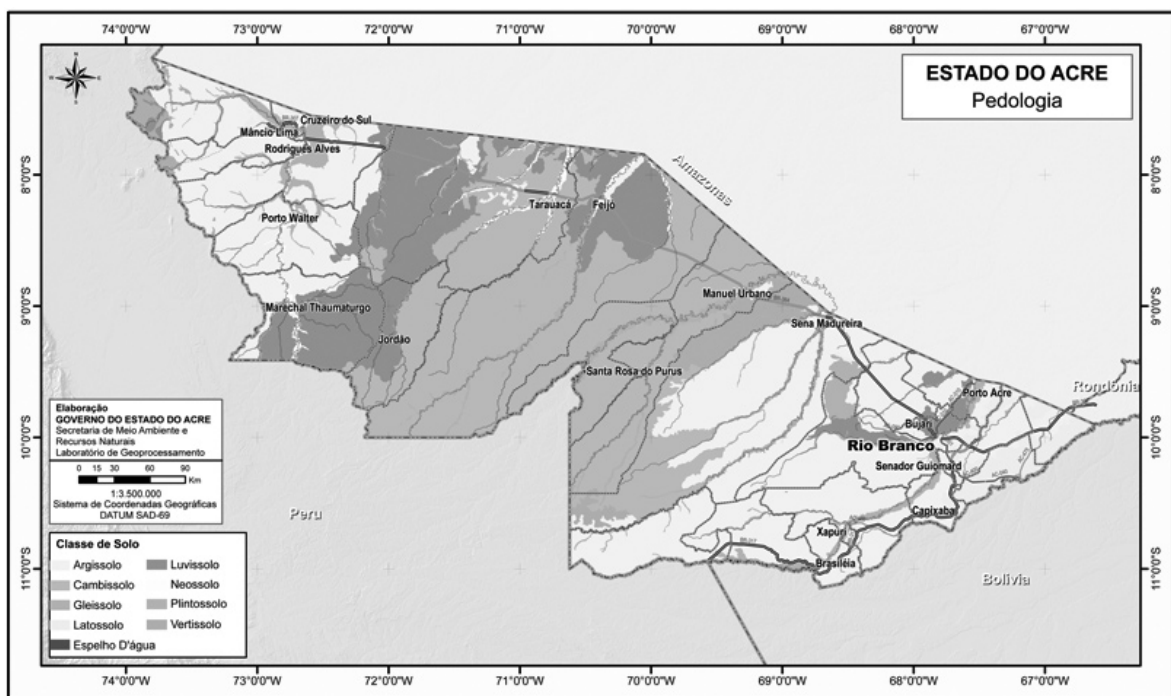 74°0'0"W 73°0'0"W 72°0'0"W 71°0'0"W 70°0'0"W 69°0'0"W 68°0'0"W 67°0'0"W
N
ESTADO DO ACRE
Pedologia
Cruzeiro do Sul
Mâncio Lima
Rodrigues Alves
8°0'0"S 8°0'0"S
Amazonas
Tarauacá
Feijó
Porto Walter
Manuel Urbano
9°0'0"S 9°0'0"S
Marechal Thaumaturgo
Sena Madureira
Jordão
Santa Rosa do Purus
Rondônia
Porto Acre
Elaboração
GOVERNO DO ESTADO DO ACRE
Secretaria de Meio Ambiente e
Recursos Naturais
Laboratório de Geoprocessamento
0 15 30 60 90
Km
1:3.500.000
Sistema de Coordenadas Geográficas
DATUM SAD-69
Bujari
10°0'0"S 10°0'0"S
Rio Branco
Senador Guiomard
Peru
Capixaba
Xapuri
Brasiléia
11°0'0"S 11°0'0"S
Bolivia
Classe de Solo
Argissolo
Cambissolo
Gleissolo
Latossolo
Espelho D'água
Luvissolo
Neossolo
Plintossolo
Vertissolo
74°0'0"W 73°0'0"W 72°0'0"W 71°0'0"W 70°0'0"W 69°0'0"W 68°0'0"W 67°0'0"W